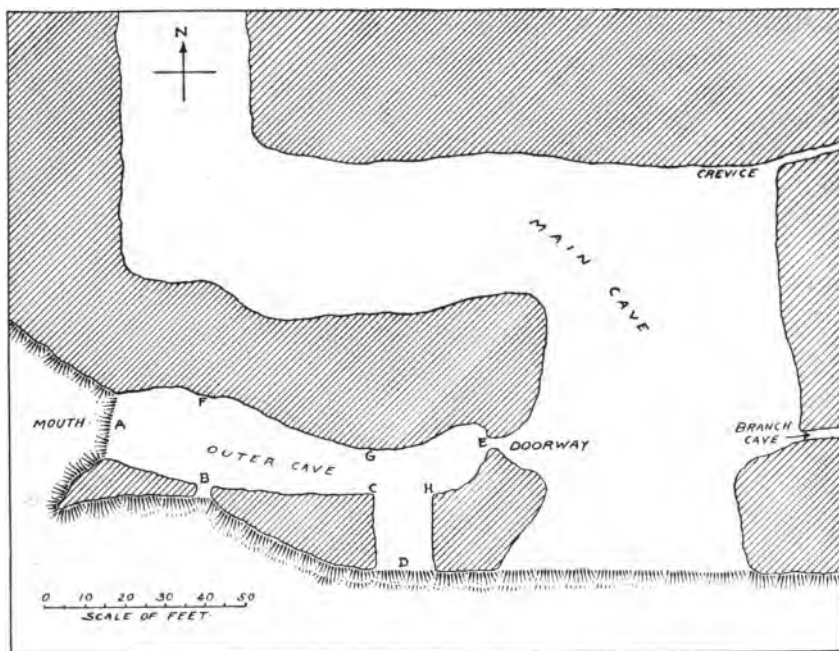 N
CREVICE
MAIN CAVE
MOUTH
A
F
OUTER CAVE
G
E
DOORWAY
BRANCH
CAVE
B
C
H
D
0 10 20 30 40 50
SCALE OF FEET.